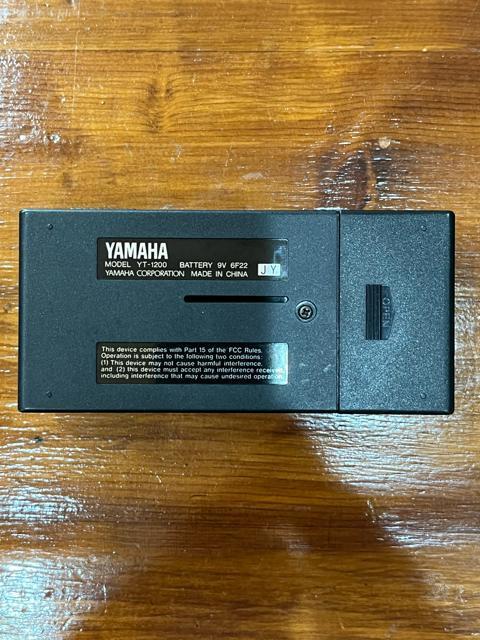 YAMAHA
MODEL YT-1200 BATTERY 9V 6F22
YAMAHA CORPORATION MADE IN CHINA
JY
OPEN
This device complies with Part 15 of the FCC Rules.
Operation is subject to the following two conditions:
(1) This device may not cause harmful interference,
and (2) this device must accept any interference received,
including interference that may cause undesired operation.